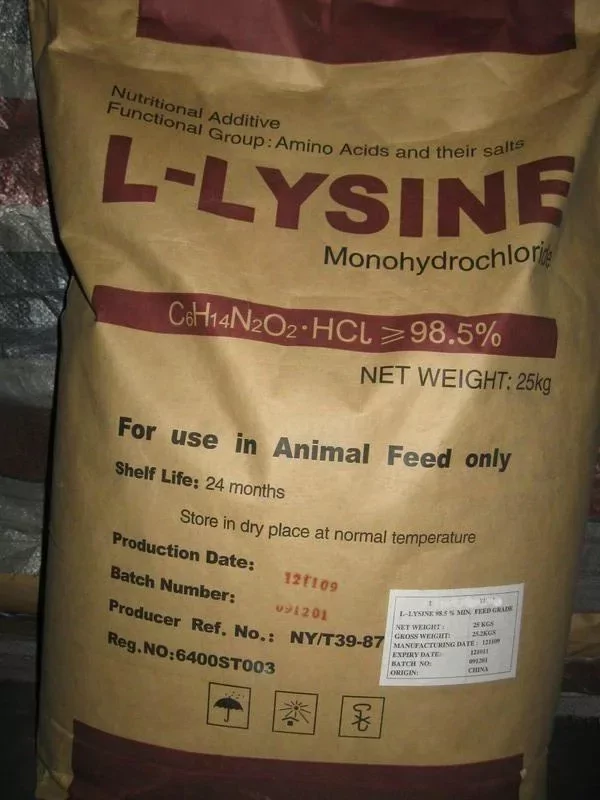 Nutritional Additive
Functional Group: Amino Acids and their salts
L-LYSINE
Monohydrochloride
C6H14N2O2·HCL ≥98.5%
NET WEIGHT: 25kg
For use in Animal Feed only
Shelf Life: 24 months
Store in dry place at normal temperature
Production Date: 121109
Batch Number: 091201
Producer Ref. No.: NY/T39-87
Reg.NO:6400ST003
L-LYSINE 98.5 % MIN. FEED GRADE
NET WEIGHT : 25 KGS
GROSS WEIGHT: 25.2KGS
MANUFACTURING DATE : 121109
EXPIRY DATE: 121011
BATCH NO: 091201
ORIGIN: CHINA